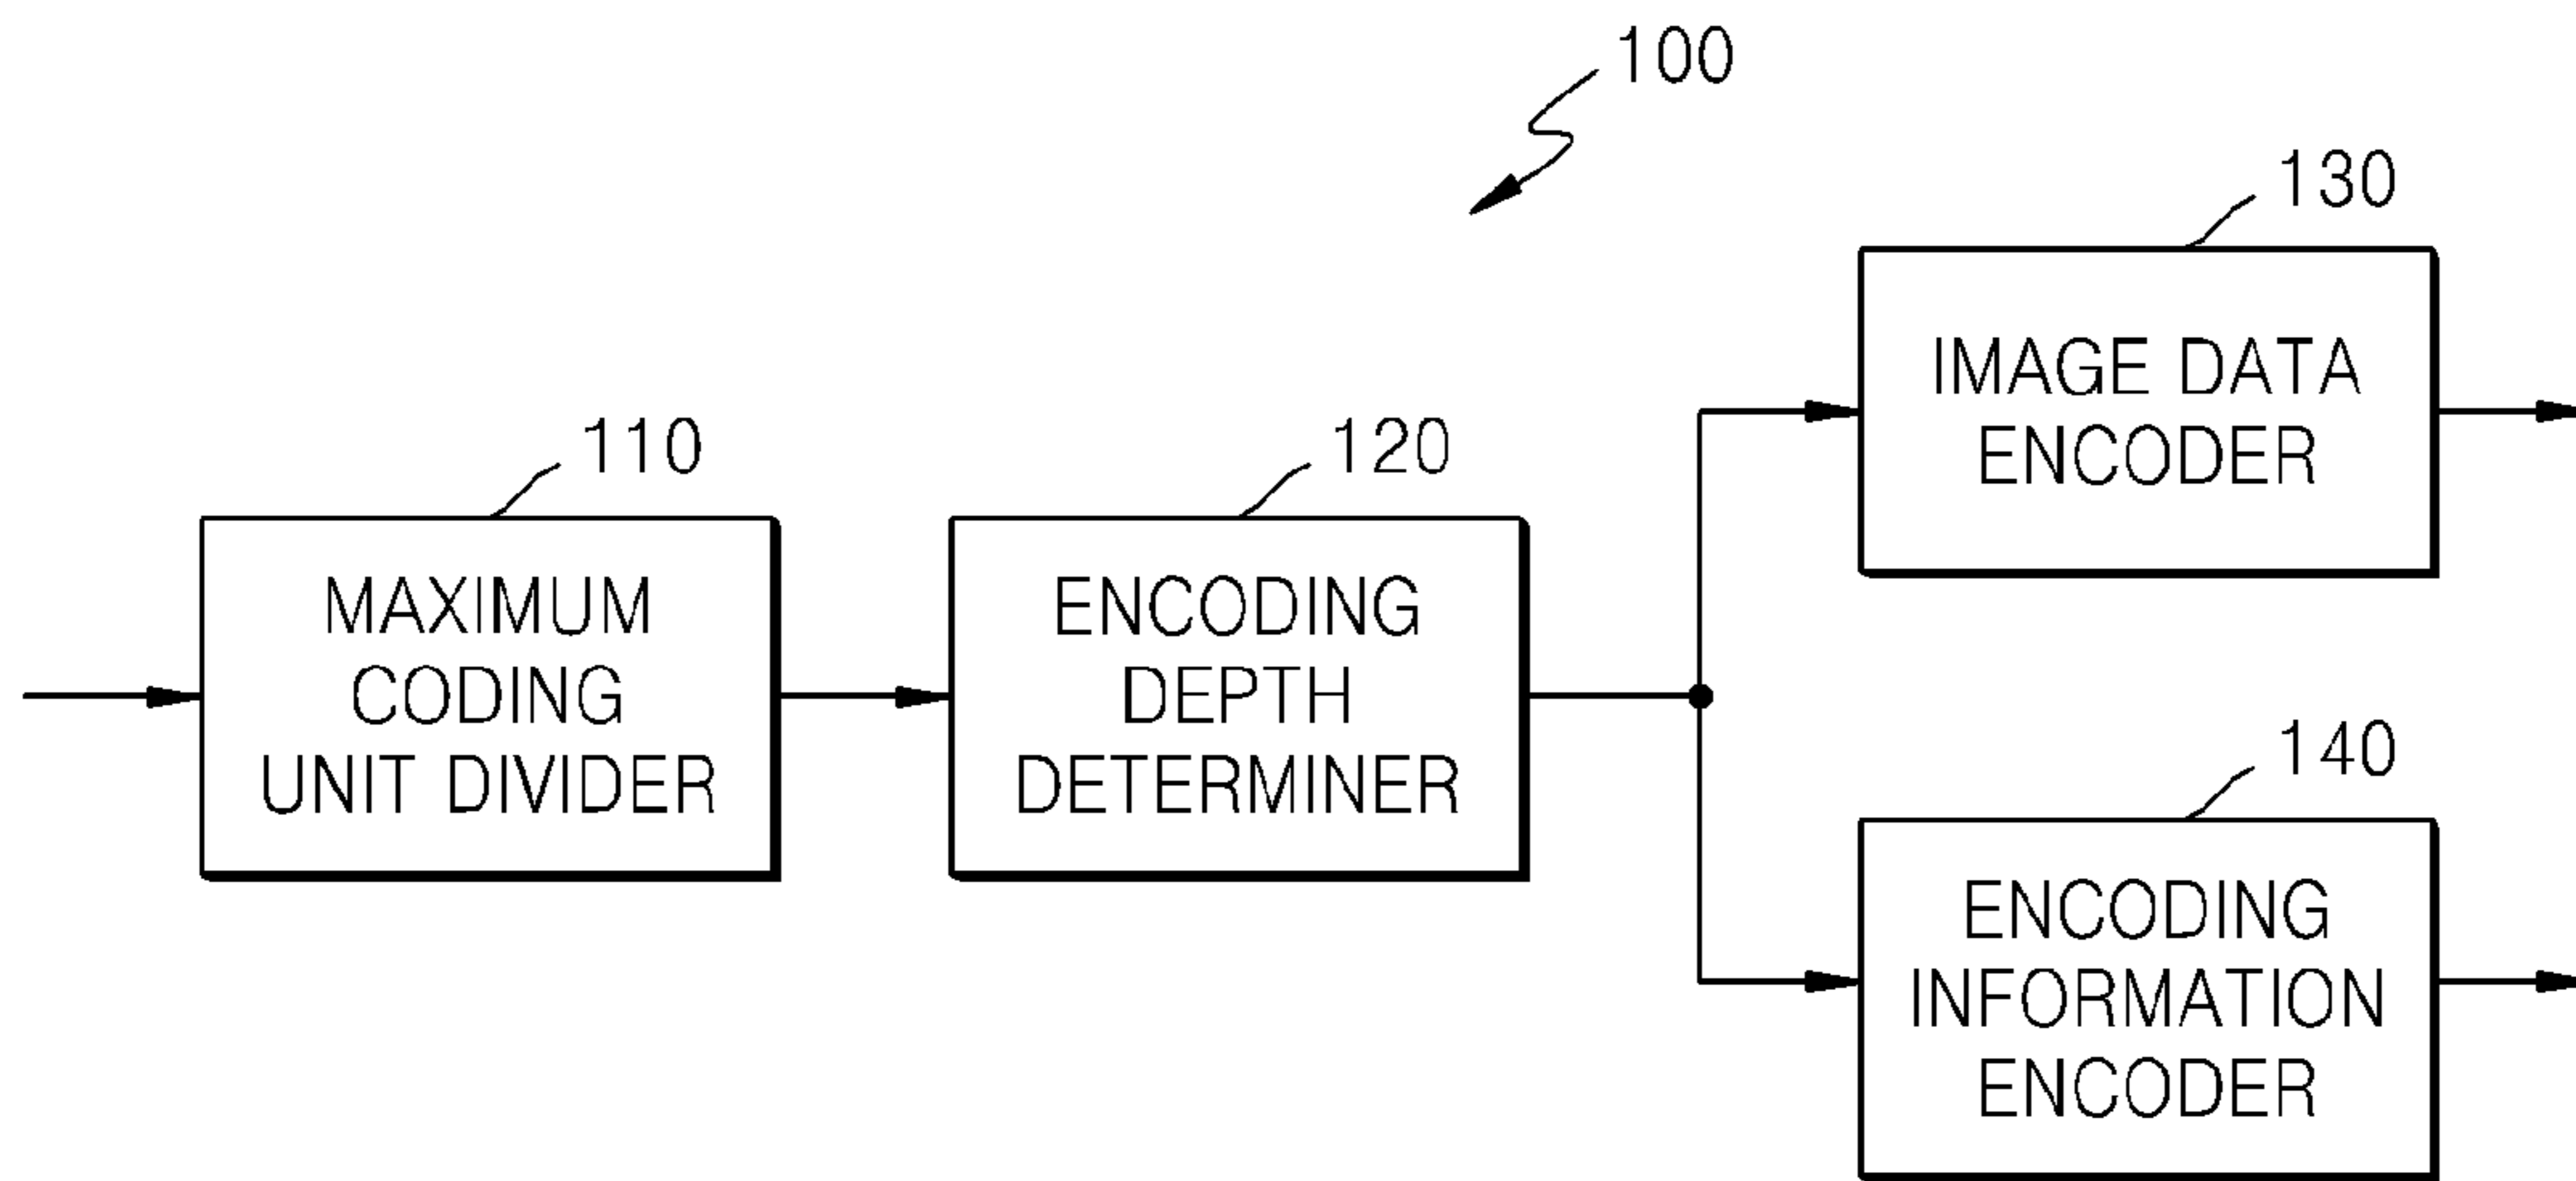 100
110
MAXIMUM
CODING
UNIT DIVIDER
120
ENCODING
DEPTH
DETERMINER
130
IMAGE DATA
ENCODER
140
ENCODING
INFORMATION
ENCODER